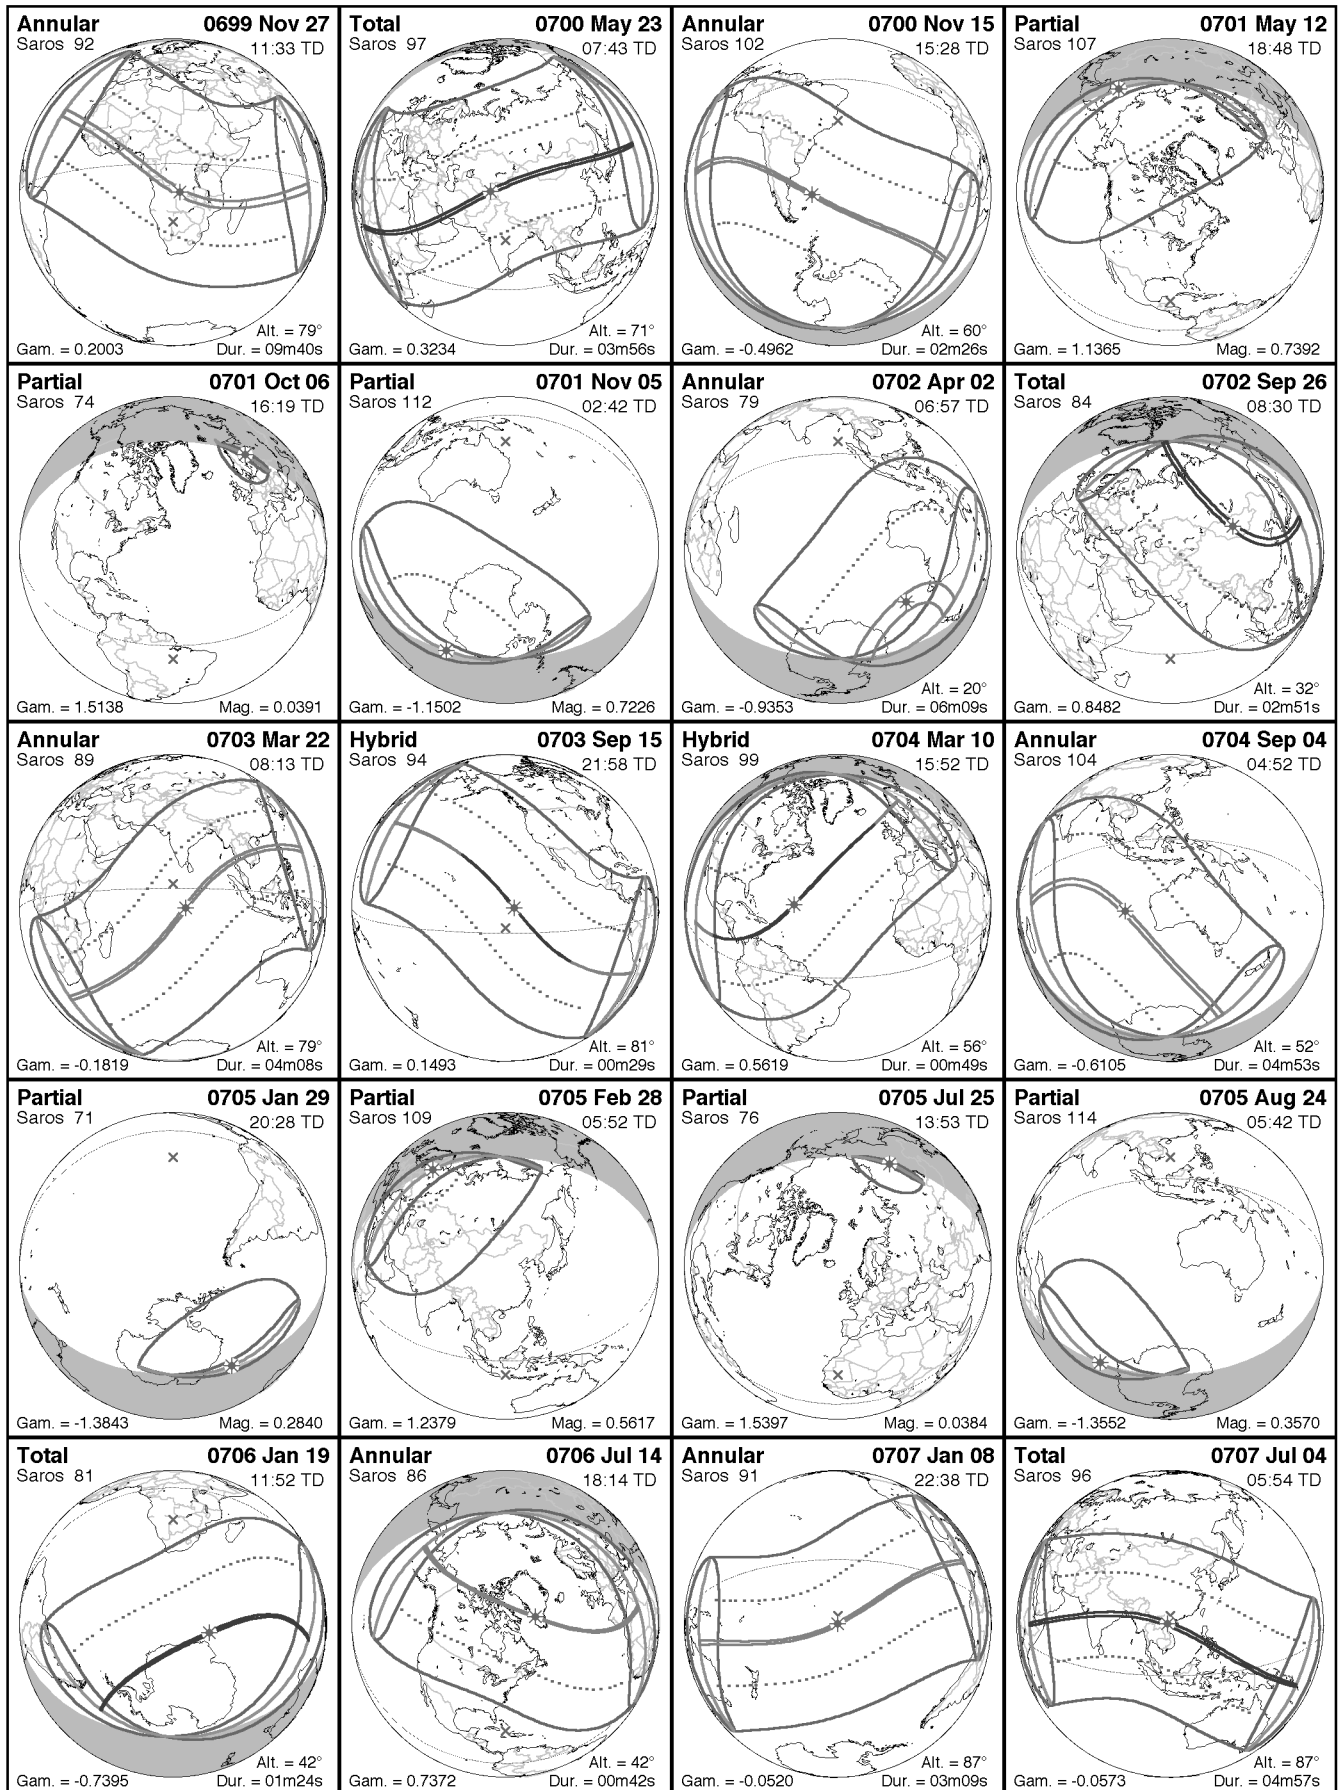 Annular 0699 Nov 27
Saros 92 11:33 TD
Alt. = 79°
Gam. = 0.2003 Dur. = 09m40s
Total 0700 May 23
Saros 97 07:43 TD
Alt. = 71°
Gam. = 0.3234 Dur. = 03m56s
Annular 0700 Nov 15
Saros 102 15:28 TD
Alt. = 60°
Gam. = -0.4962 Dur. = 02m26s
Partial 0701 May 12
Saros 107 18:48 TD
Gam. = 1.1365 Mag. = 0.7392
Partial 0701 Oct 06
Saros 74 16:19 TD
Gam. = 1.5138 Mag. = 0.0391
Partial 0701 Nov 05
Saros 112 02:42 TD
Gam. = -1.1502 Mag. = 0.7226
Annular 0702 Apr 02
Saros 79 06:57 TD
Alt. = 20°
Gam. = -0.9353 Dur. = 06m09s
Total 0702 Sep 26
Saros 84 08:30 TD
Alt. = 32°
Gam. = 0.8482 Dur. = 02m51s
Annular 0703 Mar 22
Saros 89 08:13 TD
Alt. = 79°
Gam. = -0.1819 Dur. = 04m08s
Hybrid 0703 Sep 15
Saros 94 21:58 TD
Alt. = 81°
Gam. = 0.1493 Dur. = 00m29s
Hybrid 0704 Mar 10
Saros 99 15:52 TD
Alt. = 56°
Gam. = 0.5619 Dur. = 00m49s
Annular 0704 Sep 04
Saros 104 04:52 TD
Alt. = 52°
Gam. = -0.6105 Dur. = 04m53s
Partial 0705 Jan 29
Saros 71 20:28 TD
Gam. = -1.3843 Mag. = 0.2840
Partial 0705 Feb 28
Saros 109 05:52 TD
Gam. = 1.2379 Mag. = 0.5617
Partial 0705 Jul 25
Saros 76 13:53 TD
Gam. = 1.5397 Mag. = 0.0384
Partial 0705 Aug 24
Saros 114 05:42 TD
Gam. = -1.3552 Mag. = 0.3570
Total 0706 Jan 19
Saros 81 11:52 TD
Alt. = 42°
Gam. = -0.7395 Dur. = 01m24s
Annular 0706 Jul 14
Saros 86 18:14 TD
Alt. = 42°
Gam. = 0.7372 Dur. = 00m42s
Annular 0707 Jan 08
Saros 91 22:38 TD
Alt. = 87°
Gam. = -0.0520 Dur. = 03m09s
Total 0707 Jul 04
Saros 96 05:54 TD
Alt. = 87°
Gam. = -0.0573 Dur. = 04m57s